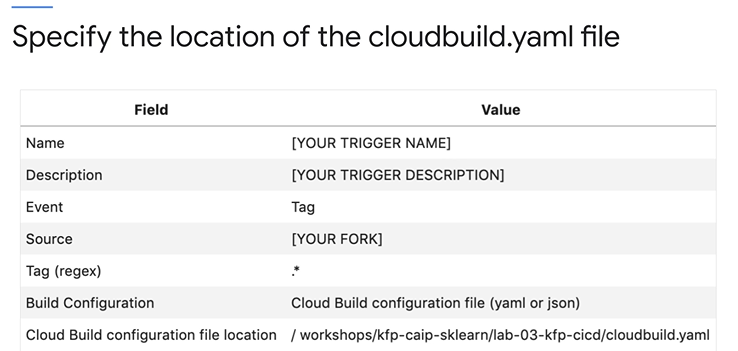 Specify the location of the cloudbuild.yaml file
Field Value
Name [YOUR TRIGGER NAME]
Description [YOUR TRIGGER DESCRIPTION]
Event Tag
Source [YOUR FORK]
Tag (regex) .*
Build Configuration Cloud Build configuration file (yaml or json)
Cloud Build configuration file location / workshops/kfp-caip-sklearn/lab-03-kfp-cicd/cloudbuild.yaml